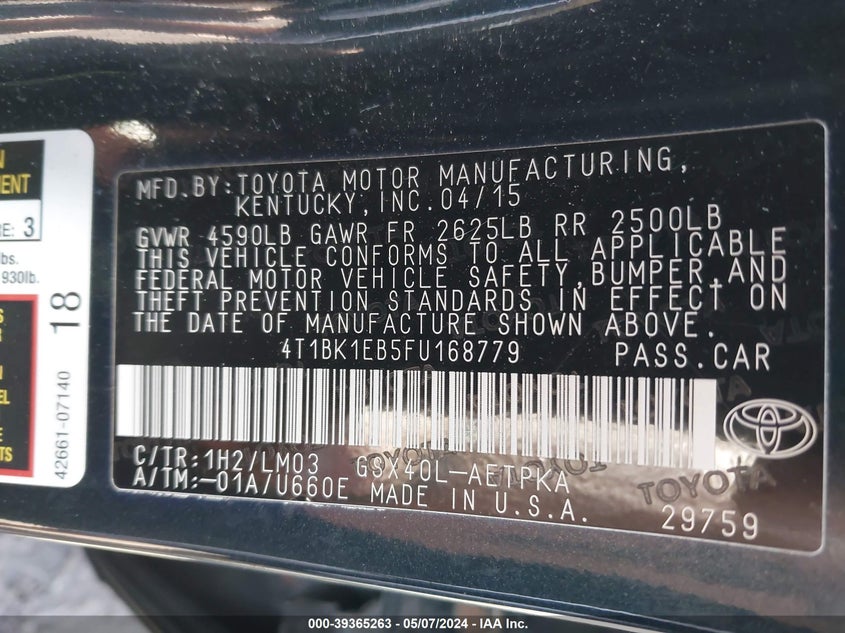 MFD.BY:TOYOTA MOTOR MANUFACTURING,
KENTUCKY,INC.04/15
GVWR 4590LB GAWR FR 2625LB RR 2500LB
THIS VEHICLE CONFORMS TO ALL APPLICABLE
FEDERAL MOTOR VEHICLE SAFETY,BUMPER,AND
THEFT PREVENTION STANDARDS IN EFFECT ON
THE DATE OF MANUFACTURE SHOWN ABOVE.
4T1BK1EB5FU168779 PASS.CAR
C/TR:1H2/LM03 GSX40L-AETPKA
A/TM:-01A/U660E MADE IN U.S.A.
TOYOTA
29759
3
930lb.
18
42661-07140
000-39365263 / 05/07/2024 - IAA